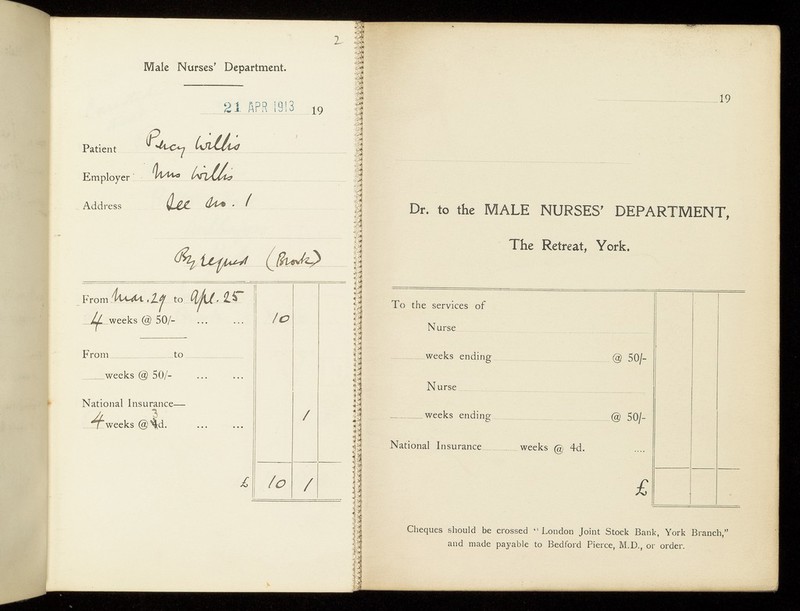 2
Male Nurses' Department.
21 APR 1913 19
Patient Percy Willis
Employer Mrs Willis
Address See no. 1
By request (Brook)
From Mar. 29 to Apl. 25
4 weeks @ 50/- ... ... 10
From to
weeks @ 50/- ... ...
National Insurance—
3
4 weeks @ 4d. ... ... 1
£ 10 1
19
Dr. to the MALE NURSES' DEPARTMENT,
The Retreat, York.
To the services of
Nurse
weeks ending @ 50/-
Nurse
weeks ending @ 50/-
National Insurance weeks @ 4d. ....
£
Cheques should be crossed "London Joint Stock Bank, York Branch,"
and made payable to Bedford Pierce, M.D., or order.